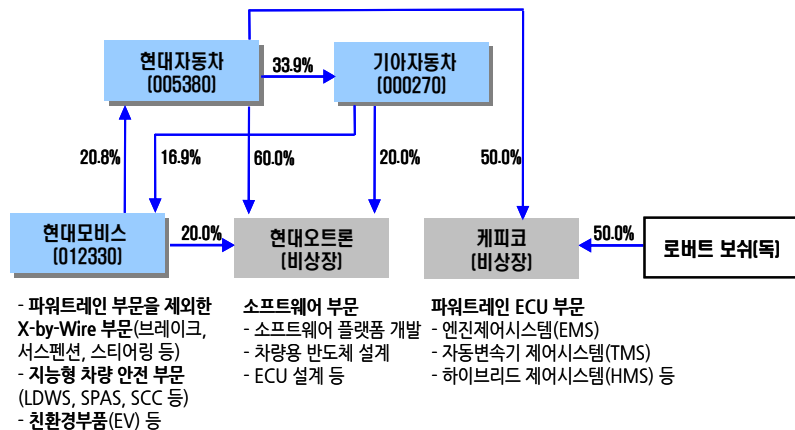 현대자동차
(005380)
33.9%
기아자동차
(000270)
20.8%
16.9%
60.0%
20.0%
50.0%
현대모비스
(012330)
20.0%
현대오트론
(비상장)
케피코
(비상장)
50.0%
로버트 보쉬(독)
- 파워트레인 부문을 제외한
X-by-Wire 부문(브레이크,
서스펜션, 스티어링 등)
- 지능형 차량 안전 부문
(LDWS, SPAS, SCC 등)
- 친환경부품(EV) 등
소프트웨어 부문
- 소프트웨어 플랫폼 개발
- 차량용 반도체 설계
- ECU 설계 등
파워트레인 ECU 부문
- 엔진제어시스템(EMS)
- 자동변속기 제어시스템(TMS)
- 하이브리드 제어시스템(HMS) 등